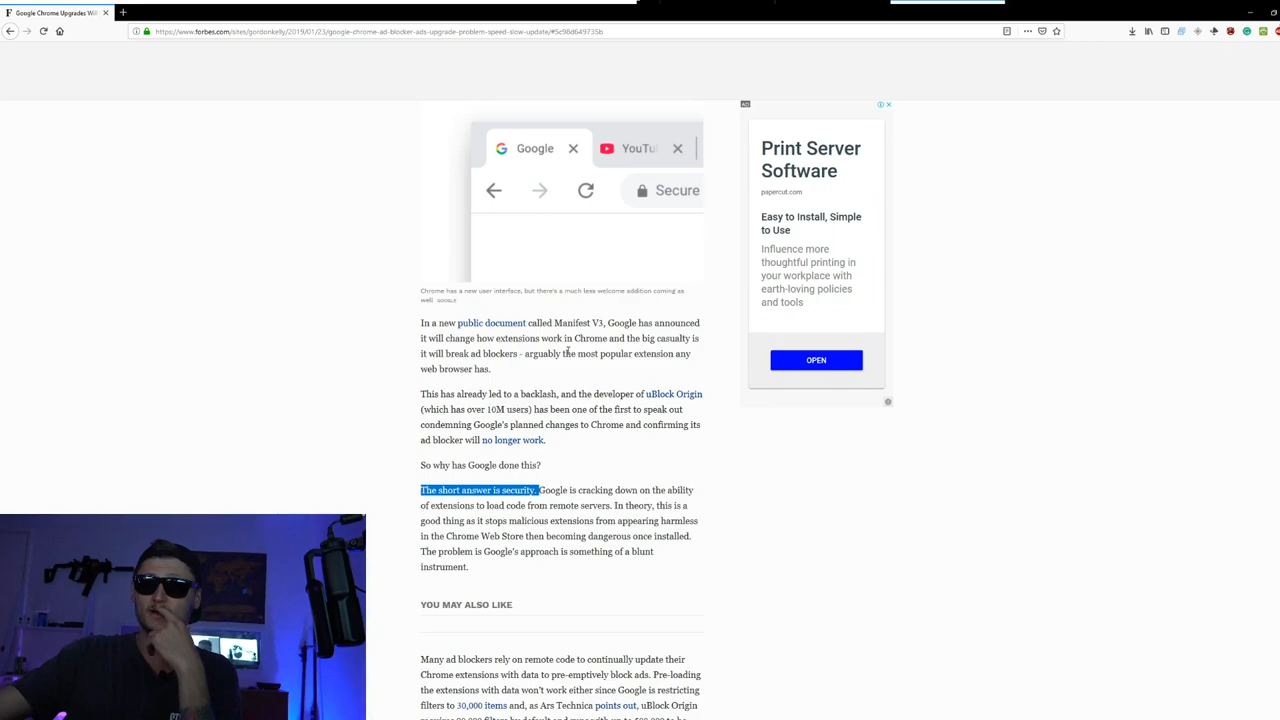 Google Chrome Upgrades Wi
https://www.forbes.com/sites/gordonkelly/2019/01/23/google-chrome-ad-blocker-ads-upgrade-problem-speed-slow-update/#5c98d649735b
Google
YouTu
Secure
Chrome has a new user interface, but there's a much less welcome addition coming as
well GOOGLE
In a new public document called Manifest V3, Google has announced
it will change how extensions work in Chrome and the big casualty is
it will break ad blockers - arguably the most popular extension any
web browser has.
This has already led to a backlash, and the developer of uBlock Origin
(which has over 10M users) has been one of the first to speak out
condemning Google's planned changes to Chrome and confirming its
ad blocker will no longer work.
So why has Google done this?
The short answer is security. Google is cracking down on the ability
of extensions to load code from remote servers. In theory, this is a
good thing as it stops malicious extensions from appearing harmless
in the Chrome Web Store then becoming dangerous once installed.
The problem is Google's approach is something of a blunt
instrument.
YOU MAY ALSO LIKE
Many ad blockers rely on remote code to continually update their
Chrome extensions with data to pre-emptively block ads. Pre-loading
the extensions with data won't work either since Google is restricting
filters to 30,000 items and, as Ars Technica points out, uBlock Origin
AD
Print Server
Software
papercut.com
Easy to Install, Simple
to Use
Influence more
thoughtful printing in
your workplace with
earth-loving policies
and tools
OPEN